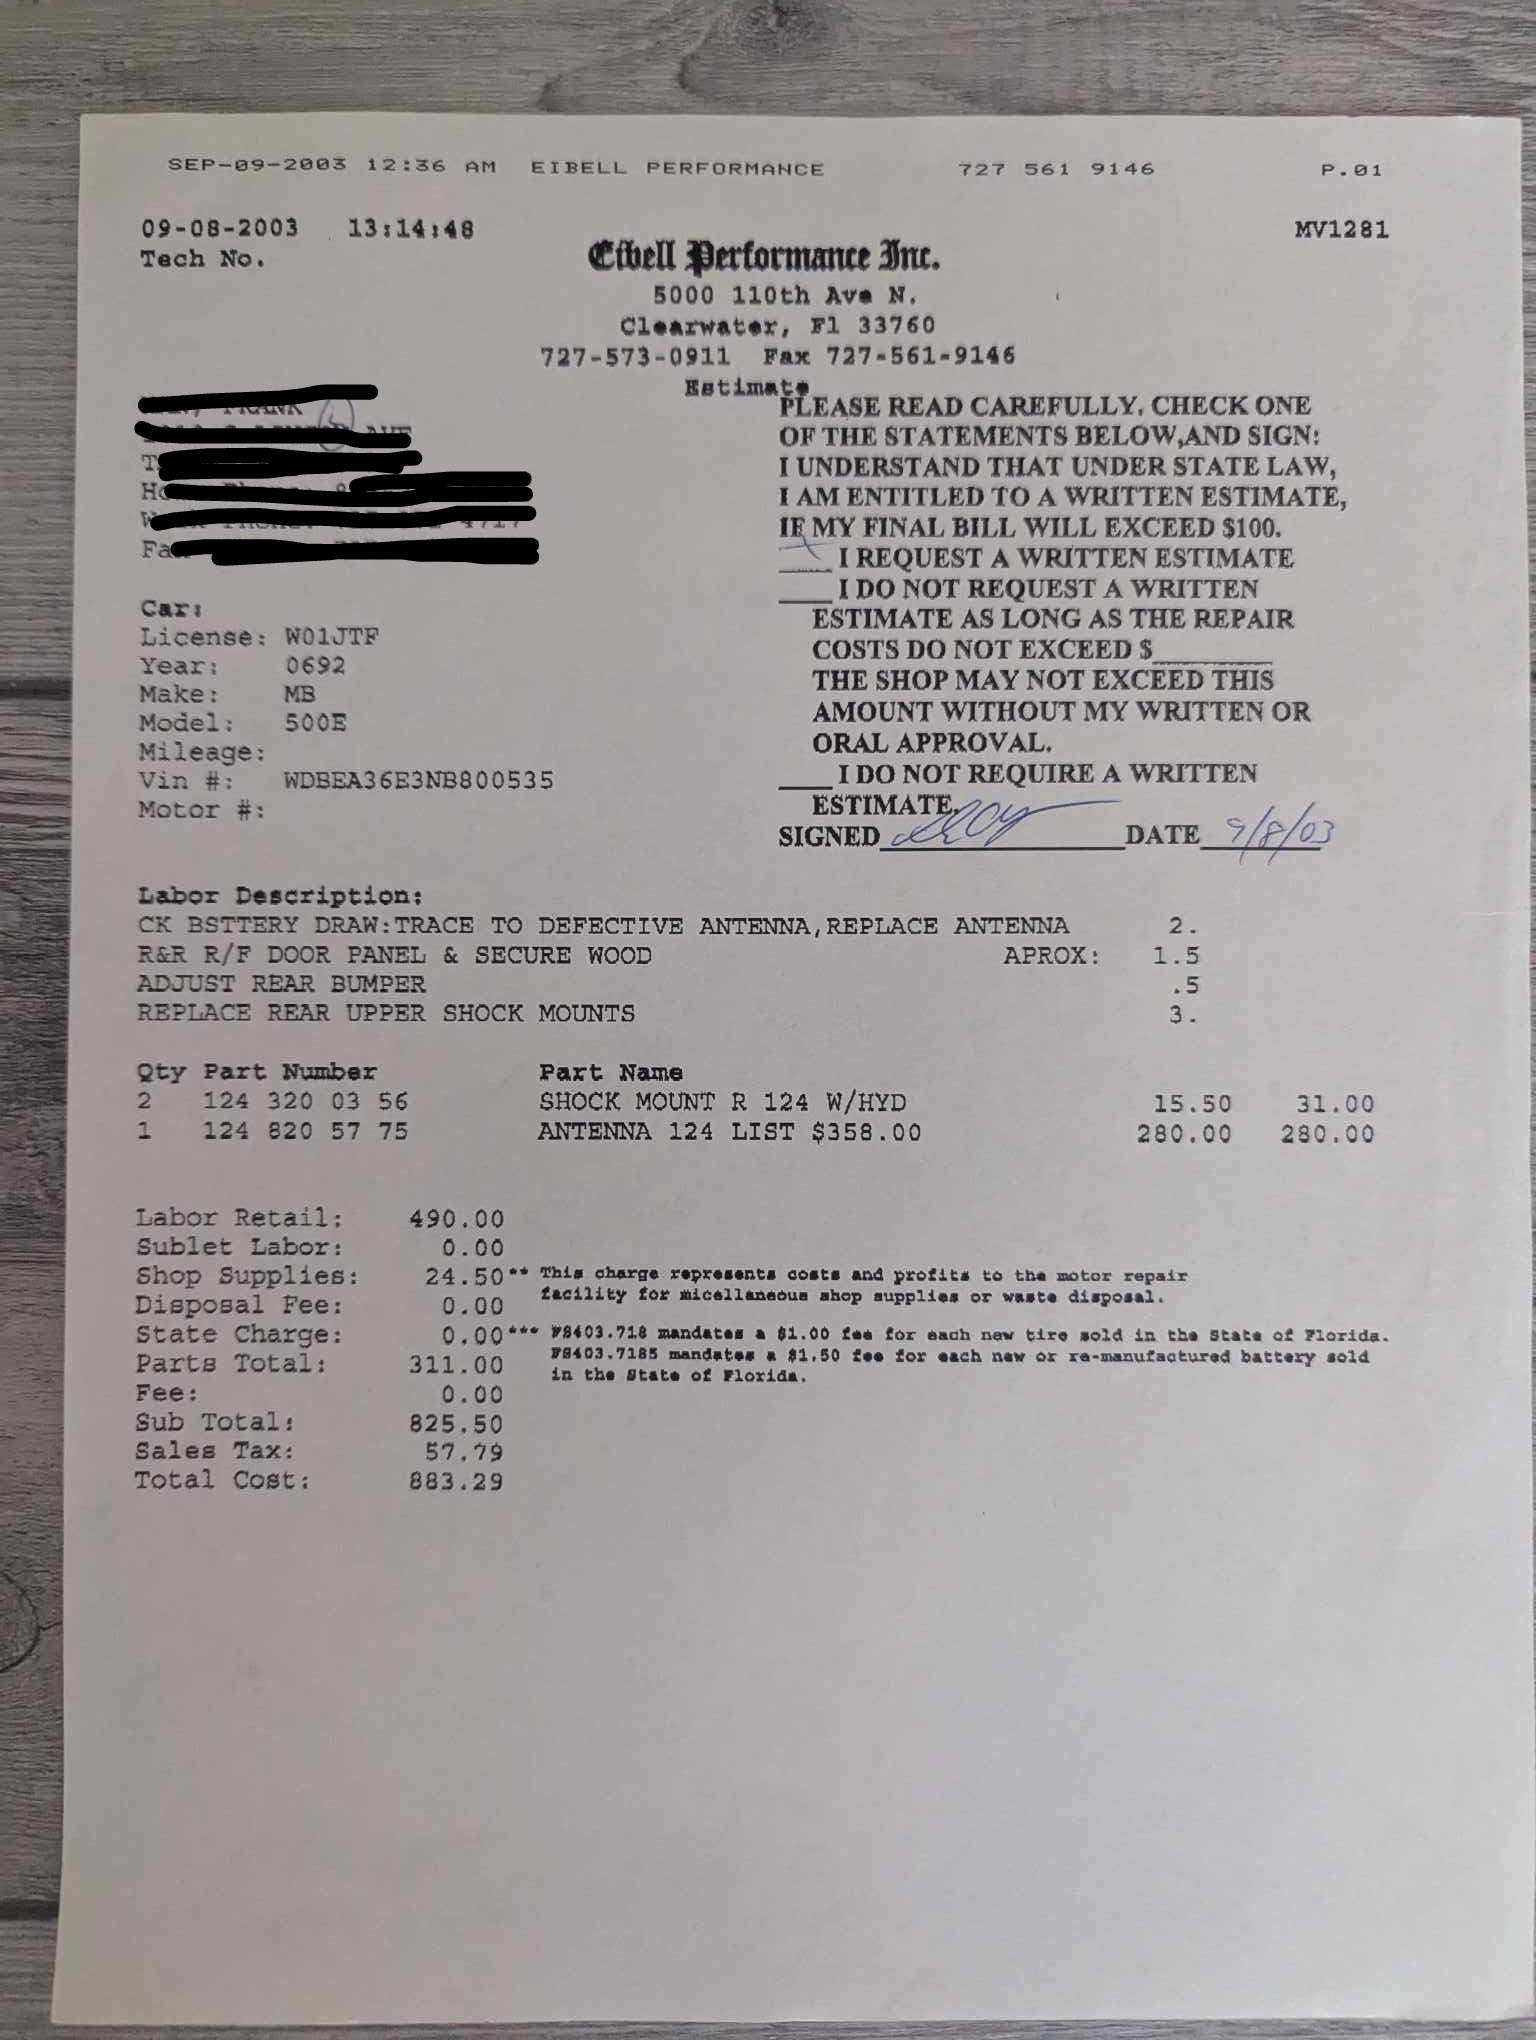 SEP-09-2003 12:36 AM EIBELL PERFORMANCE 727 561 9146 P.01
09-08-2003 13:14:48 MV1281
Tech No.
Eibell Performance Inc.
5000 110th Ave N.
Clearwater, Fl 33760
727-573-0911 Fax 727-561-9146
Estimate
FRANK
AVE
PLEASE READ CAREFULLY, CHECK ONE
OF THE STATEMENTS BELOW,AND SIGN:
I UNDERSTAND THAT UNDER STATE LAW,
I AM ENTITLED TO A WRITTEN ESTIMATE,
IF MY FINAL BILL WILL EXCEED $100.
I REQUEST A WRITTEN ESTIMATE
I DO NOT REQUEST A WRITTEN
ESTIMATE AS LONG AS THE REPAIR
COSTS DO NOT EXCEED $
THE SHOP MAY NOT EXCEED THIS
AMOUNT WITHOUT MY WRITTEN OR
ORAL APPROVAL.
I DO NOT REQUIRE A WRITTEN
ESTIMATE.
SIGNED DATE 9/8/03
Car:
License: W01JTF
Year: 0692
Make: MB
Model: 500E
Mileage:
Vin #: WDBEA36E3NB800535
Motor #:
Labor Description:
CK BSTTERY DRAW:TRACE TO DEFECTIVE ANTENNA,REPLACE ANTENNA 2.
R&R R/F DOOR PANEL & SECURE WOOD APROX: 1.5
ADJUST REAR BUMPER .5
REPLACE REAR UPPER SHOCK MOUNTS 3.
Qty Part Number Part Name
2 124 320 03 56 SHOCK MOUNT R 124 W/HYD 15.50 31.00
1 124 820 57 75 ANTENNA 124 LIST $358.00 280.00 280.00
Labor Retail: 490.00
Sublet Labor: 0.00
Shop Supplies: 24.50** This charge represents costs and profits to the motor repair
facility for micellaneous shop supplies or waste disposal.
Disposal Fee: 0.00
State Charge: 0.00*** FS403.718 mandates a $1.00 fee for each new tire sold in the State of Florida.
FS403.7185 mandates a $1.50 fee for each new or re-manufactured battery sold
in the State of Florida.
Parts Total: 311.00
Fee: 0.00
Sub Total: 825.50
Sales Tax: 57.79
Total Cost: 883.29